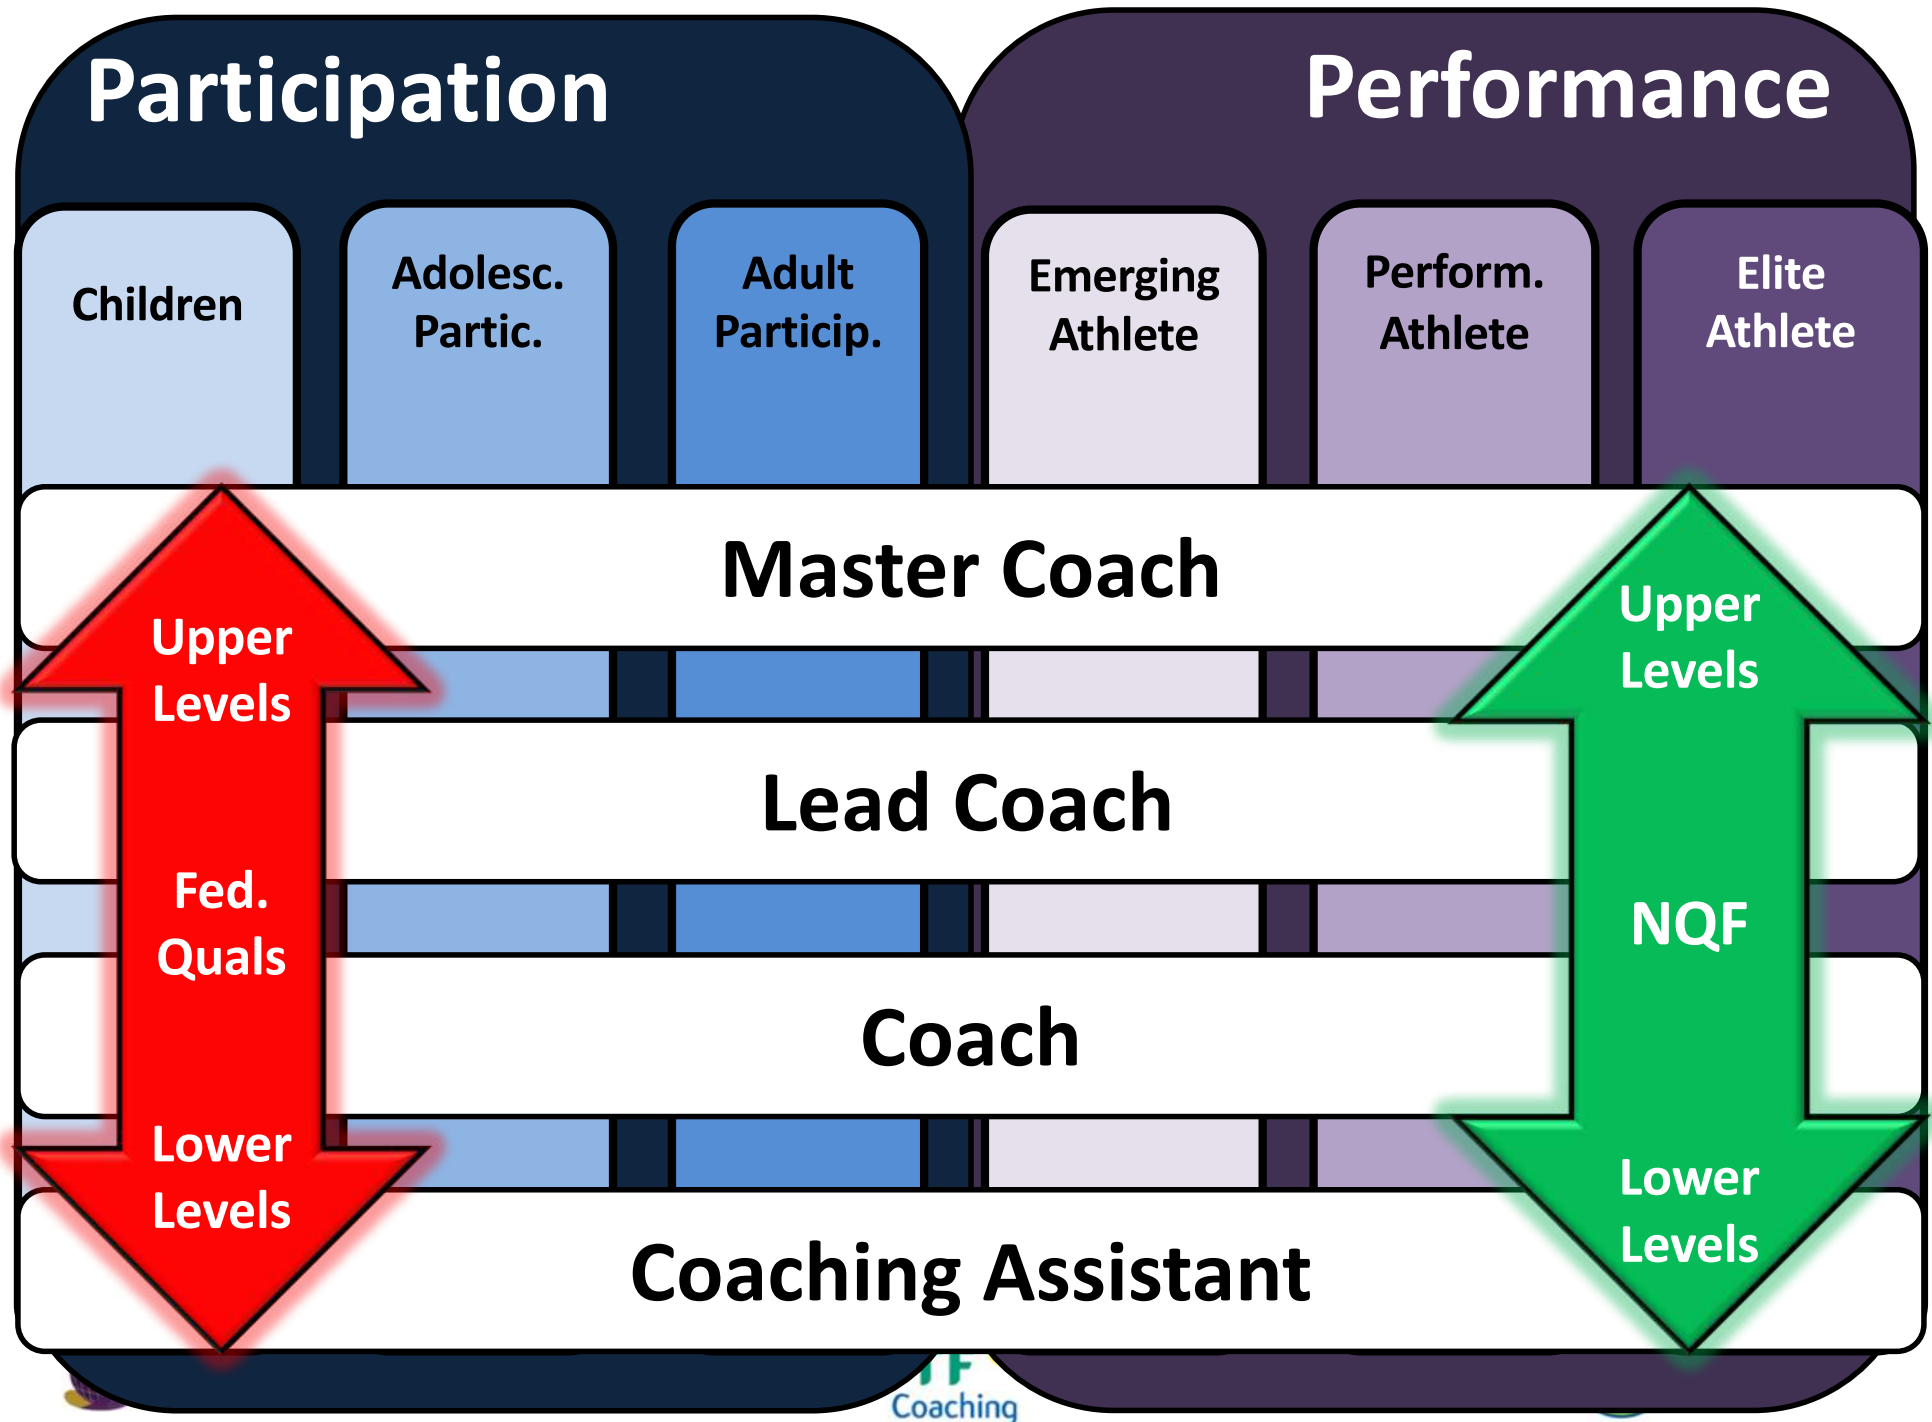 Participation
Performance
Children
Adolesc.
Partic.
Adult
Particip.
Emerging
Athlete
Perform.
Athlete
Elite
Athlete
Master Coach
Lead Coach
Coach
Coaching Assistant
Upper
Levels
Fed.
Quals
Lower
Levels
Upper
Levels
NQF
Lower
Levels
Coaching